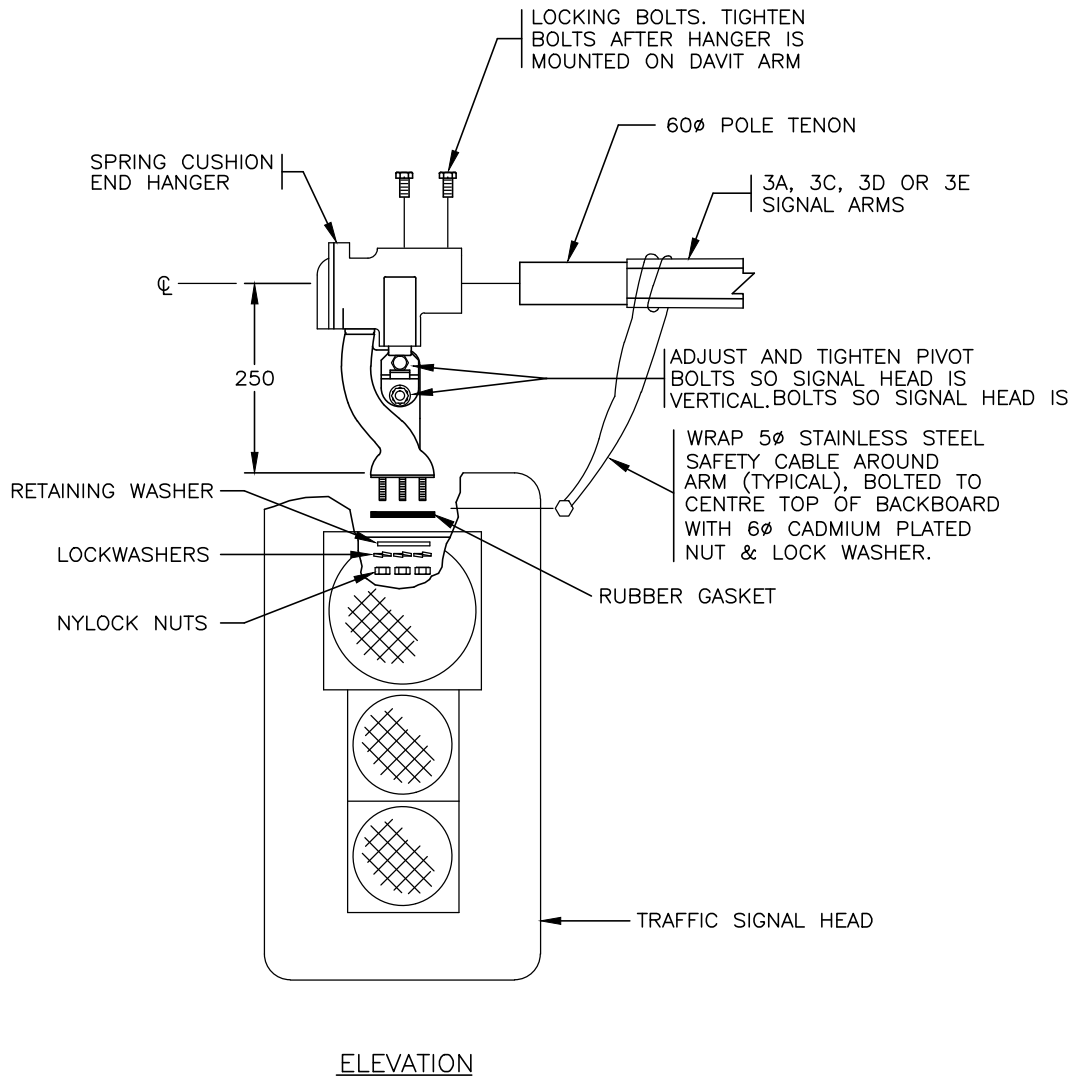 LOCKING BOLTS. TIGHTEN
BOLTS AFTER HANGER IS
MOUNTED ON DAVIT ARM
60ø POLE TENON
SPRING CUSHION
END HANGER
3A, 3C, 3D OR 3E
SIGNAL ARMS
℄
250
ADJUST AND TIGHTEN PIVOT
BOLTS SO SIGNAL HEAD IS
VERTICAL. BOLTS SO SIGNAL HEAD IS
WRAP 5ø STAINLESS STEEL
SAFETY CABLE AROUND
ARM (TYPICAL), BOLTED TO
CENTRE TOP OF BACKBOARD
WITH 6ø CADMIUM PLATED
NUT & LOCK WASHER.
RETAINING WASHER
LOCKWASHERS
NYLOCK NUTS
RUBBER GASKET
TRAFFIC SIGNAL HEAD
ELEVATION